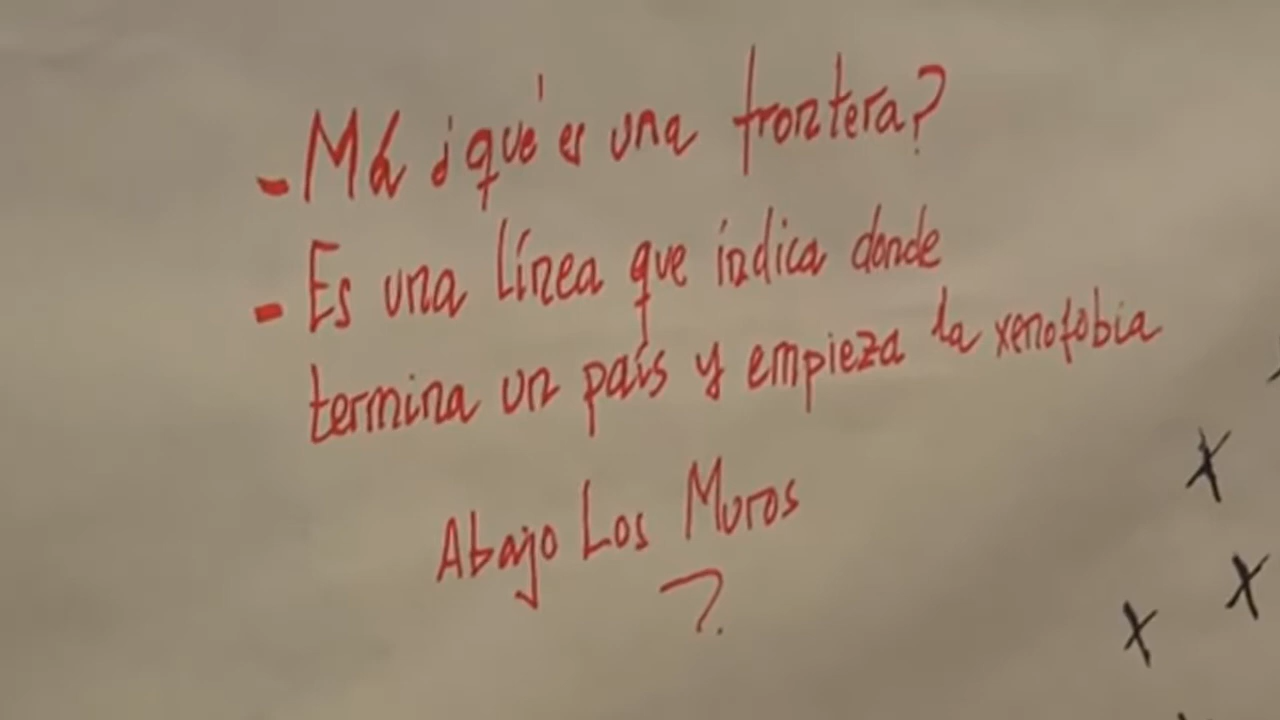 - Má ¿qué es una frontera?
- Es una línea que indica donde
termina un país y empieza la xenofobia
Abajo Los Muros
?
x
x
x